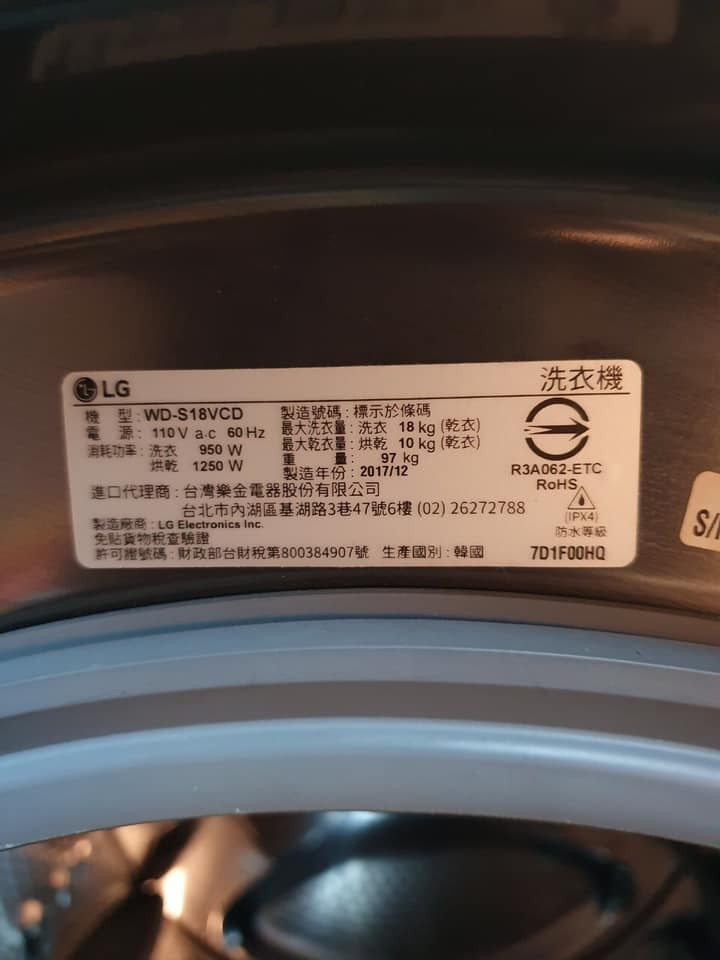 LG 洗衣機
機 型：WD-S18VCD
電 源：110V a.c 60Hz
消耗功率：洗衣 950 W
烘乾 1250 W
製造號碼：標示於條碼
最大洗衣量：洗衣 18 kg (乾衣)
最大乾衣量：烘乾 10 kg (乾衣)
重 量： 97 kg
製造年份：2017/12
R3A062-ETC
RoHS
(IPX4)
防水等級
進口代理商：台灣樂金電器股份有限公司
台北市內湖區基湖路3巷47號6樓 (02) 26272788
製造廠商：LG Electronics Inc.
免貼貨物稅查驗證
許可證號碼：財政部台財稅第800384907號 生產國別：韓國
7D1F00HQ